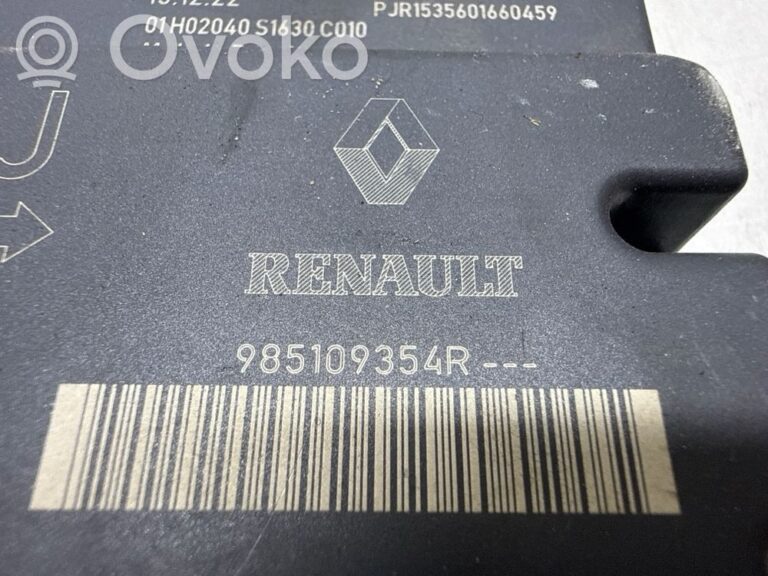 PJR1535601660459
01H02040 S1630 C010
Ovoko
RENAULT
985109354R ---